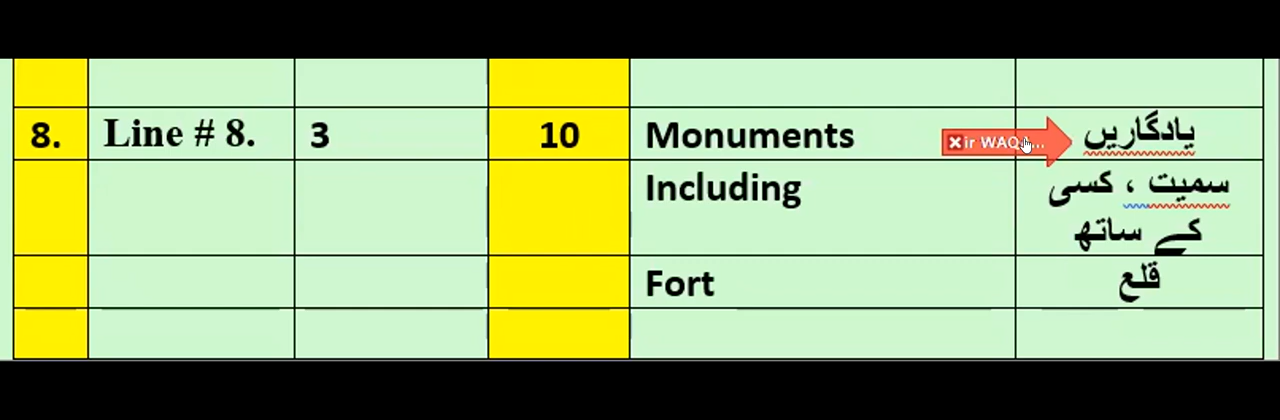 8. Line # 8. 3 10 Monuments یادگاریں
Including سمیت ، کسی
کے ساتھ
Fort قلع